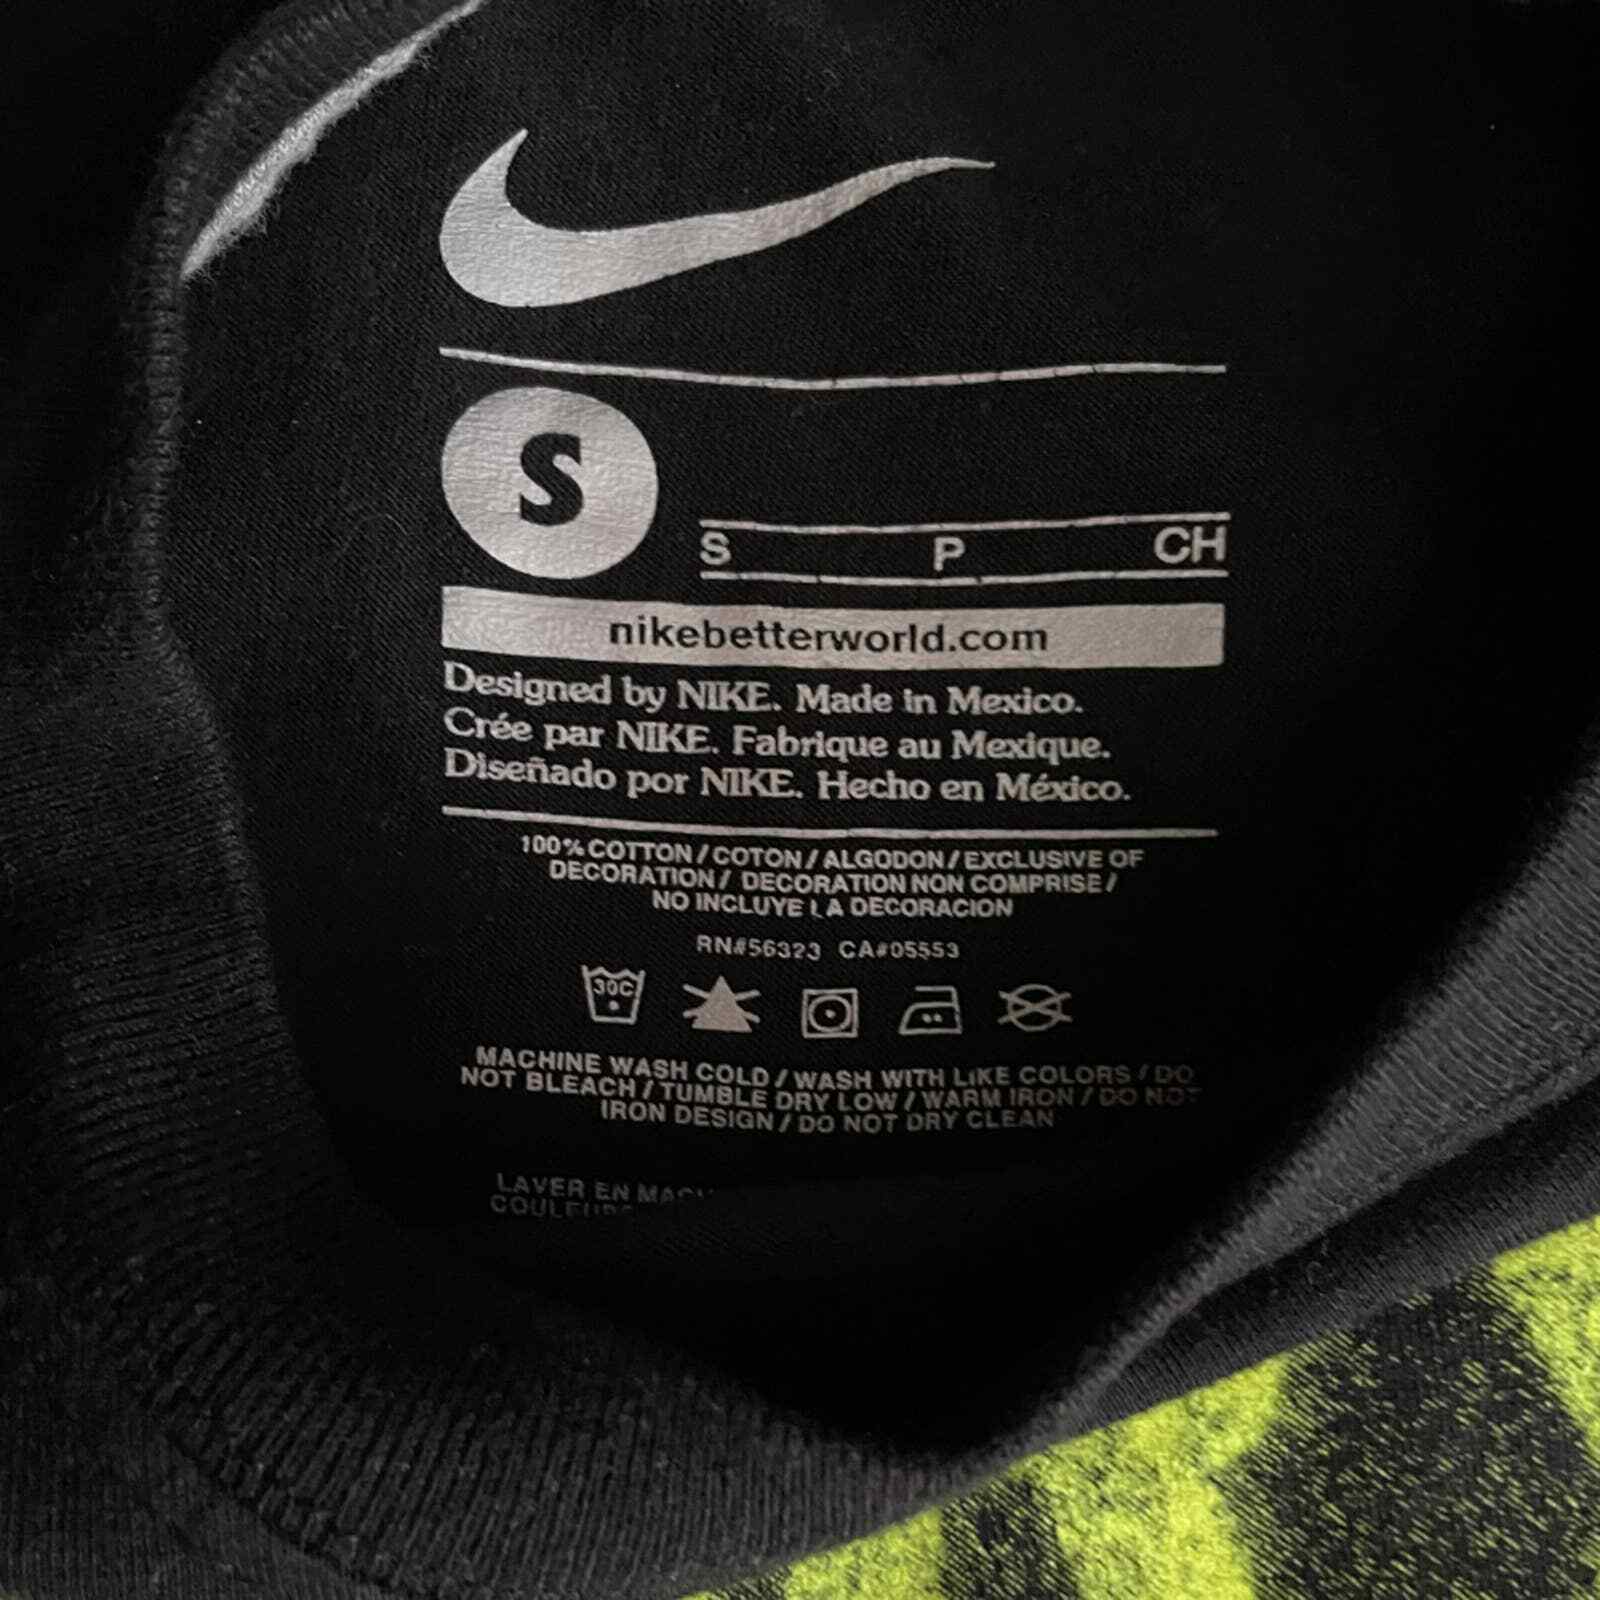 S
S P CH
nikebetterworld.com
Designed by NIKE. Made in Mexico.
Crée par NIKE. Fabrique au Mexique.
Diseñado por NIKE. Hecho en México.
100% COTTON / COTON / ALGODON / EXCLUSIVE OF
DECORATION / DECORATION NON COMPRISE /
NO INCLUYE LA DECORACION
RN#56323 CA#05553
30C
MACHINE WASH COLD / WASH WITH LIKE COLORS / DO
NOT BLEACH / TUMBLE DRY LOW / WARM IRON / DO NOT
IRON DESIGN / DO NOT DRY CLEAN
LAVER EN